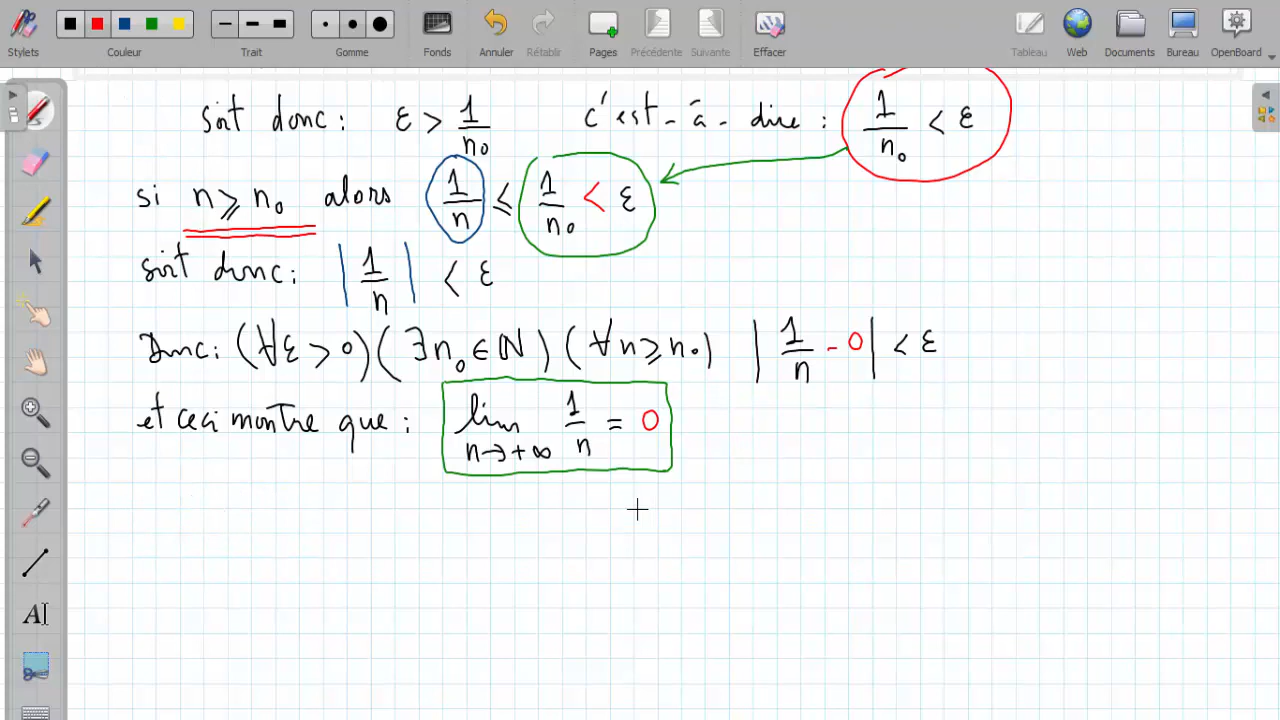 Stylets Couleur Trait Gomme Fonds Annuler Rétablir Pages Précédente Suivante Effacer Tableau Web Documents Bureau OpenBoard
soit donc : ε > 1/n₀ c'est-à-dire : 1/n₀ < ε
si n ⩾ n₀ alors 1/n ≤ 1/n₀ < ε
soit donc : |1/n| < ε
Donc : (∀ε > 0)(∃n₀ ∈ ℕ)(∀n ⩾ n₀) |1/n - 0| < ε
et ceci montre que : lim n→+∞ 1/n = 0
AI